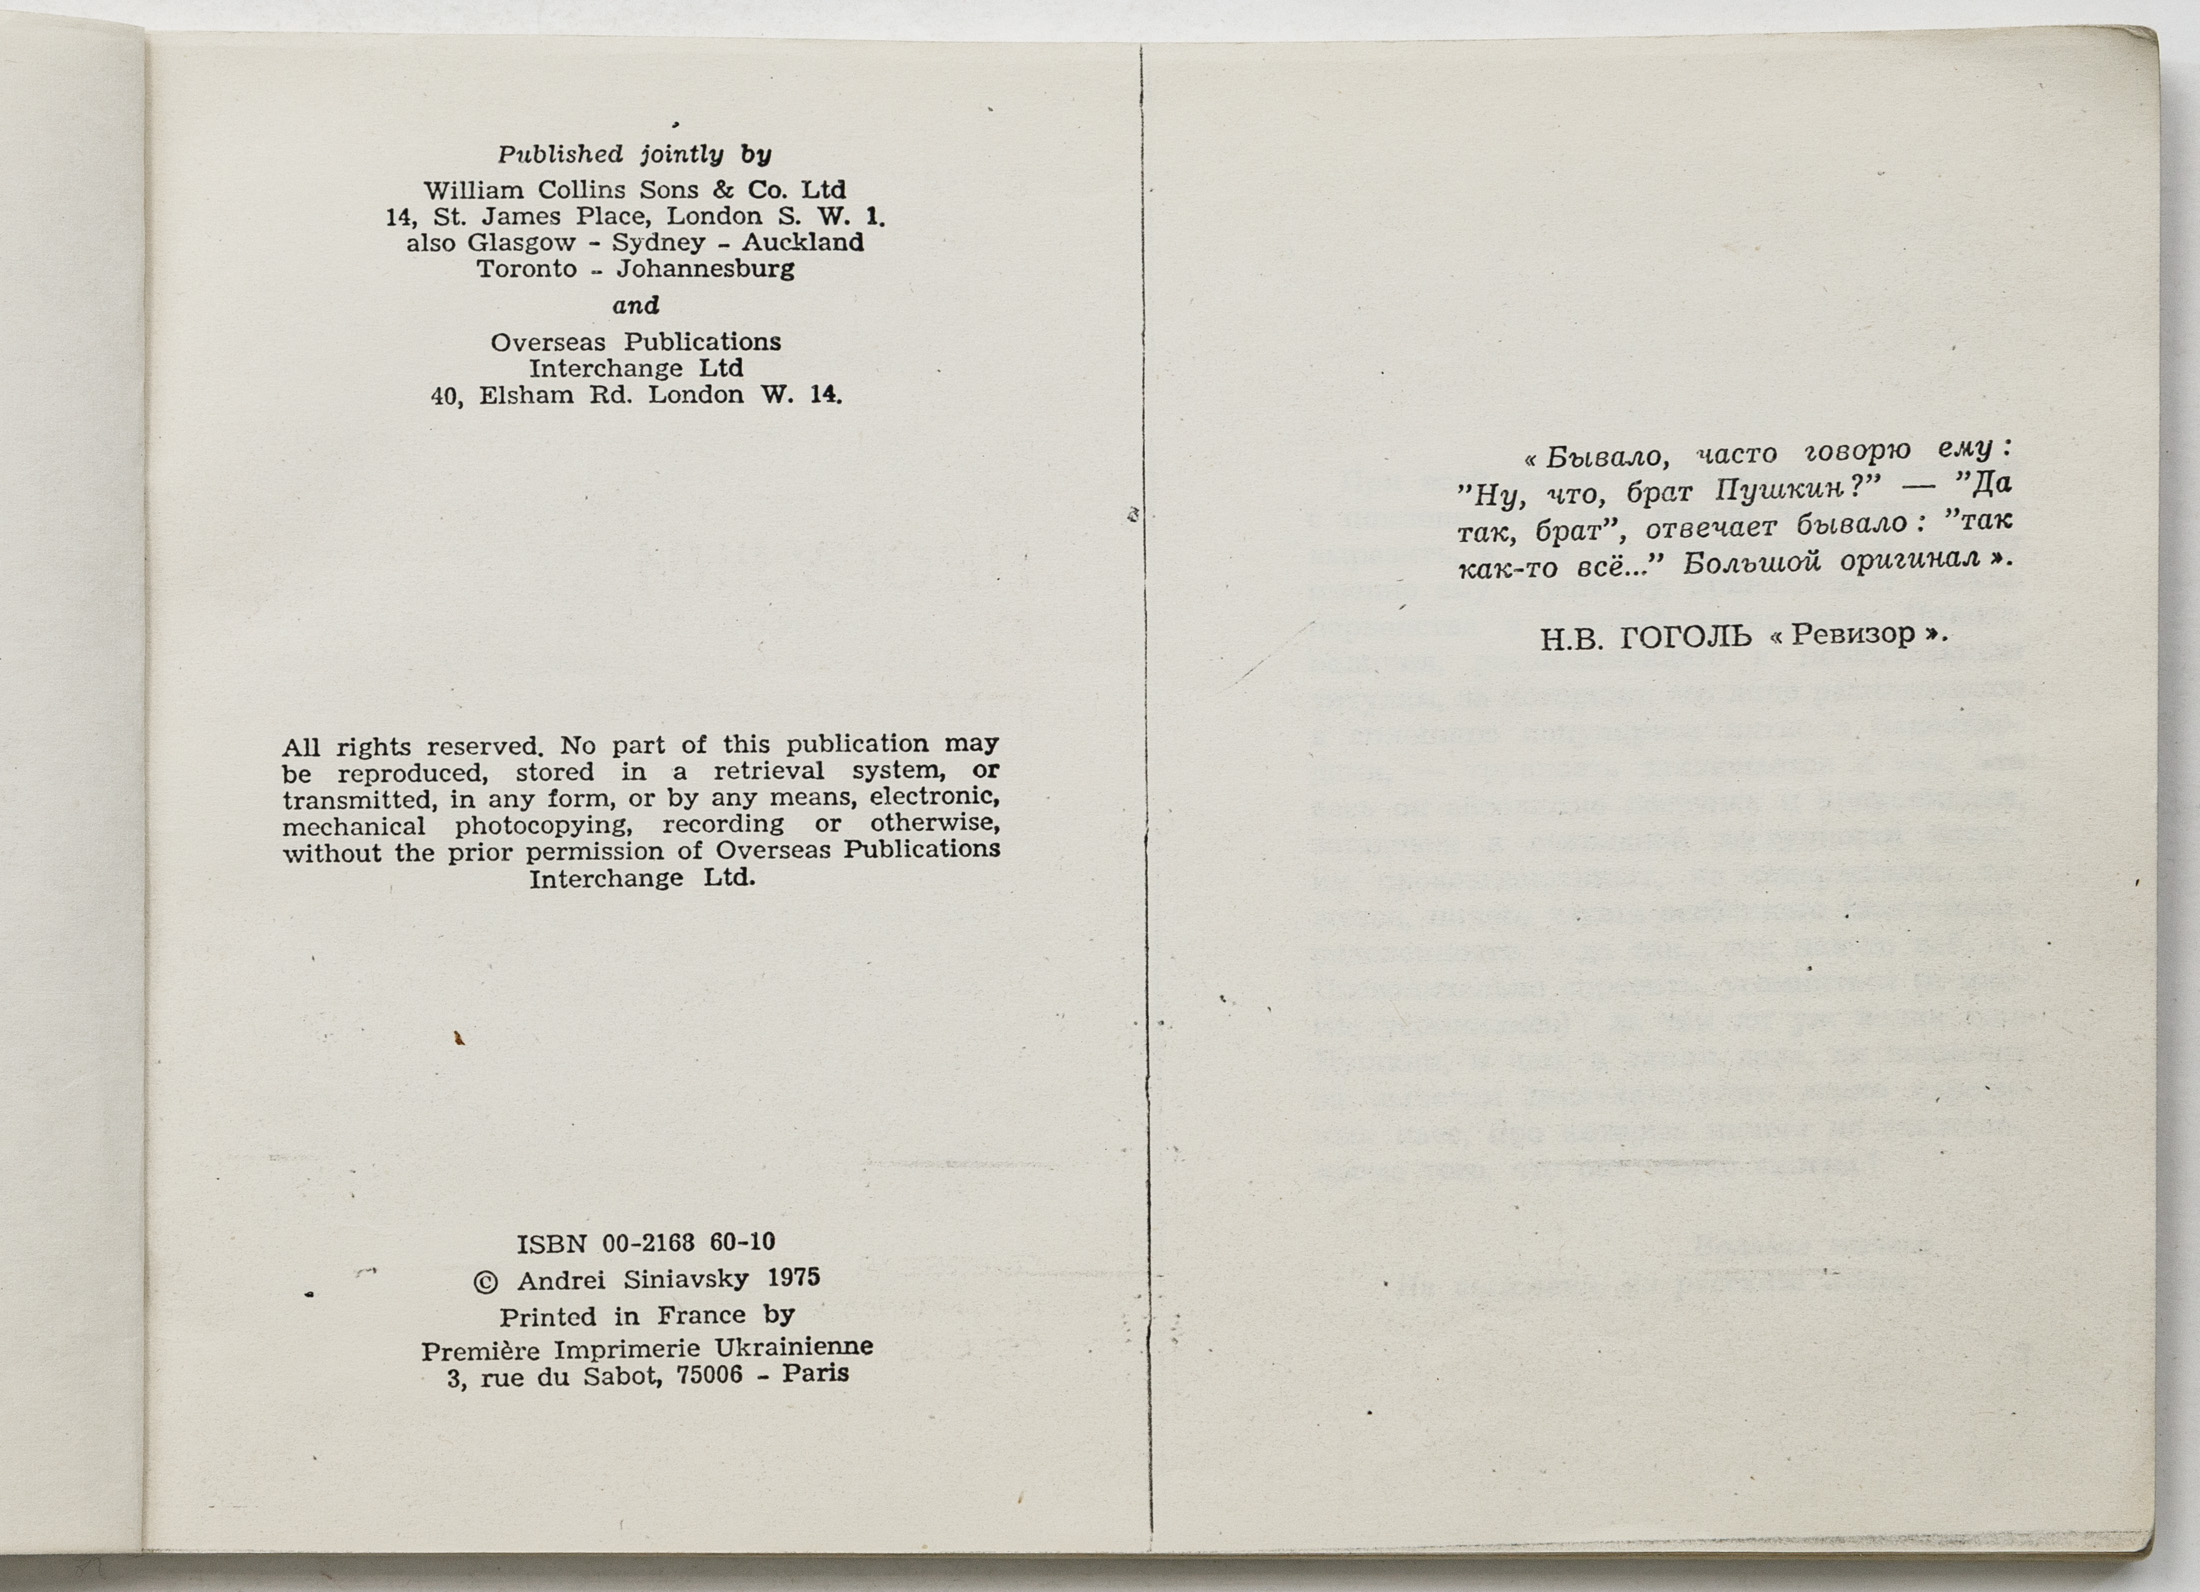 Published jointly by
William Collins Sons & Co. Ltd
14, St. James Place, London S. W. 1.
also Glasgow - Sydney - Auckland
Toronto - Johannesburg
and
Overseas Publications
Interchange Ltd
40, Elsham Rd. London W. 14.
All rights reserved. No part of this publication may
be reproduced, stored in a retrieval system, or
transmitted, in any form, or by any means, electronic,
mechanical photocopying, recording or otherwise,
without the prior permission of Overseas Publications
Interchange Ltd.
ISBN 00-2168 60-10
© Andrei Siniavsky 1975
Printed in France by
Première Imprimerie Ukrainienne
3, rue du Sabot, 75006 - Paris
« Бывало, часто говорю ему :
”Ну, что, брат Пушкин ?” — ”Да
так, брат”, отвечает бывало : ”так
как-то всё...” Большой оригинал ».
Н.В. ГОГОЛЬ « Ревизор ».